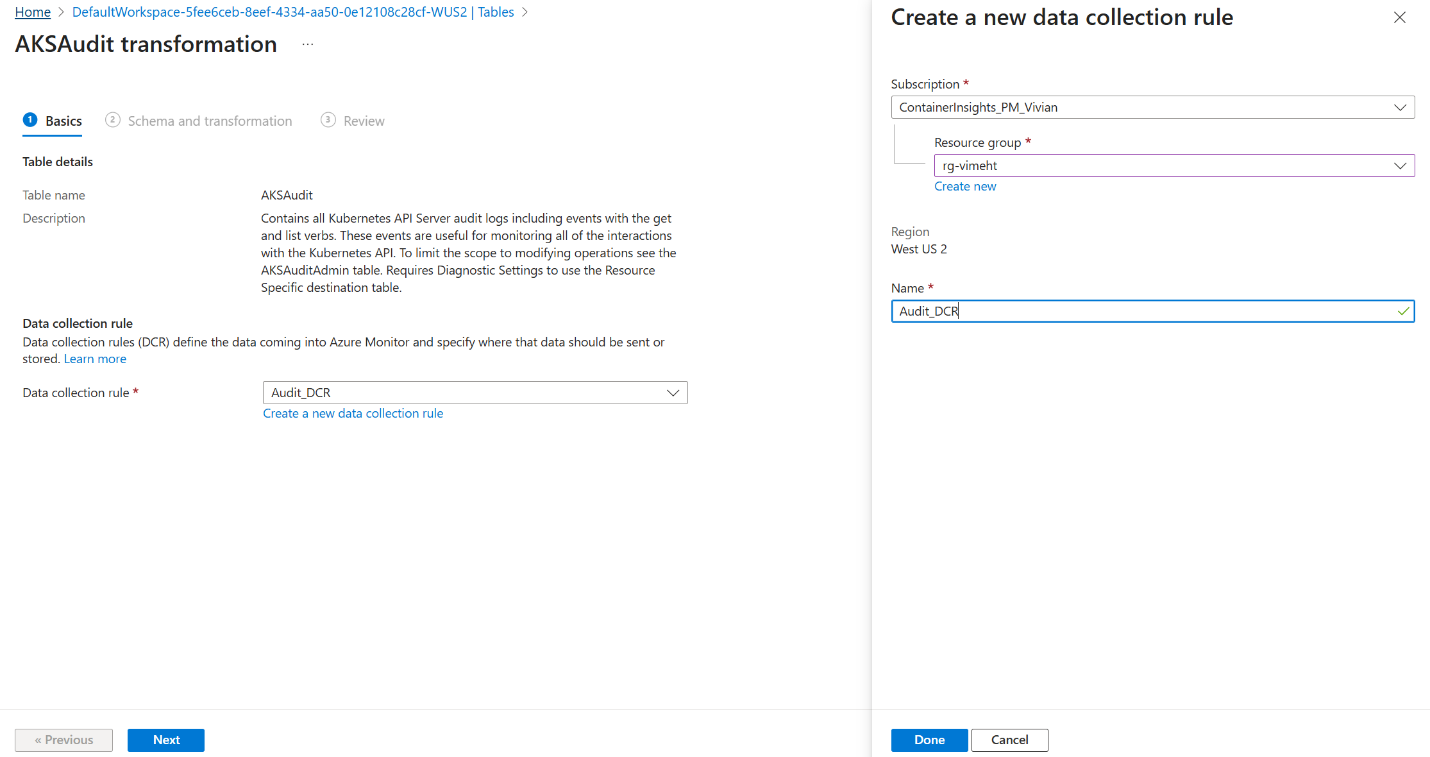 Home > DefaultWorkspace-5fee6ceb-8eef-4334-aa50-0e12108c28cf-WUS2 | Tables >
AKSAudit transformation ...
1 Basics 2 Schema and transformation 3 Review
Table details
Table name AKSAudit
Description Contains all Kubernetes API Server audit logs including events with the get
and list verbs. These events are useful for monitoring all of the interactions
with the Kubernetes API. To limit the scope to modifying operations see the
AKSAuditAdmin table. Requires Diagnostic Settings to use the Resource
Specific destination table.
Data collection rule
Data collection rules (DCR) define the data coming into Azure Monitor and specify where that data should be sent or
stored. Learn more
Data collection rule * Audit_DCR
Create a new data collection rule
« Previous Next
Create a new data collection rule
Subscription *
ContainerInsights_PM_Vivian
Resource group *
rg-vimeht
Create new
Region
West US 2
Name *
Audit_DCR
Done Cancel